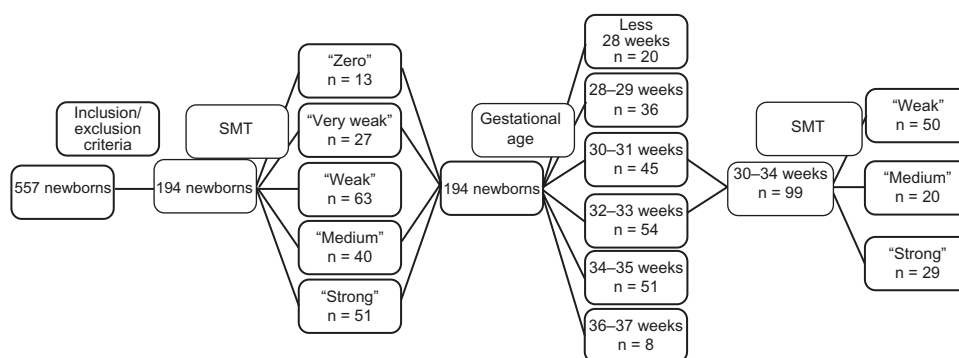 557 newborns
Inclusion/
exclusion
criteria
194 newborns
SMT
“Zero”
n = 13
“Very weak”
n = 27
“Weak”
n = 63
“Medium”
n = 40
“Strong”
n = 51
194 newborns
Gestational
age
Less
28 weeks
n = 20
28–29 weeks
n = 36
30–31 weeks
n = 45
32–33 weeks
n = 54
34–35 weeks
n = 51
36–37 weeks
n = 8
30–34 weeks
n = 99
SMT
“Weak”
n = 50
“Medium”
n = 20
“Strong”
n = 29